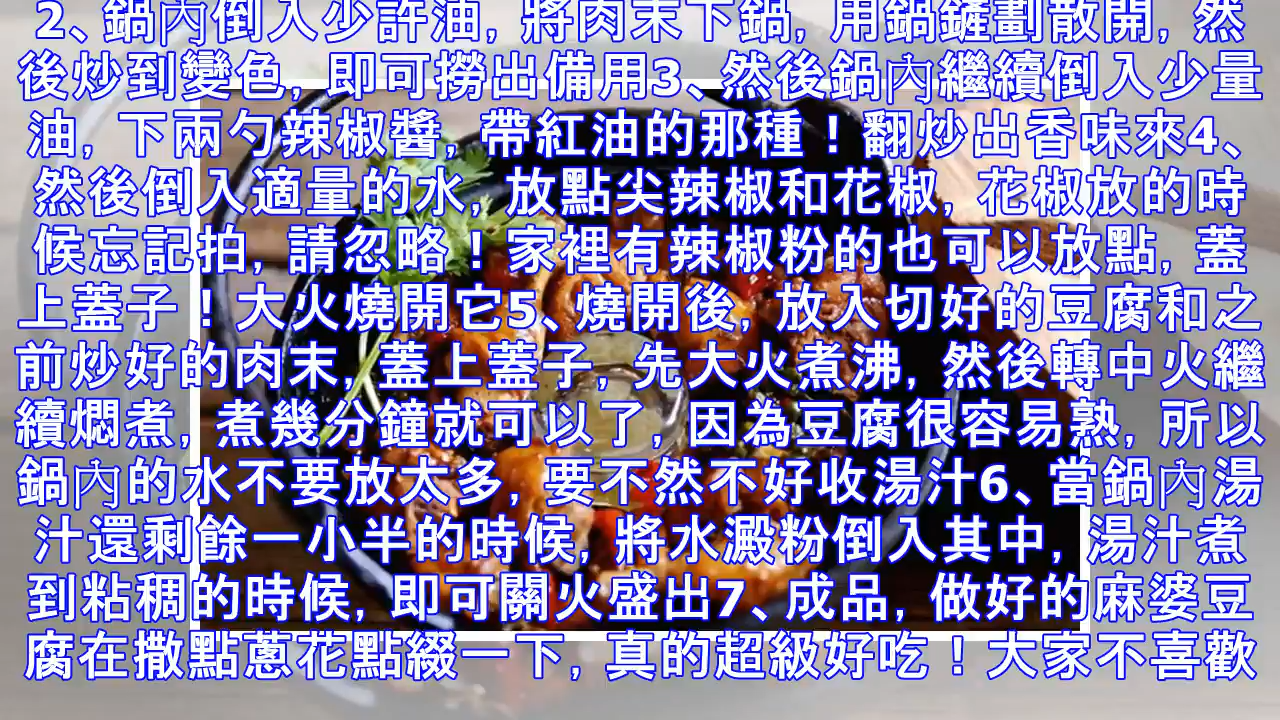 2、鍋內倒入少許油, 將肉末下鍋, 用鍋鏟劃散開, 然
後炒到變色, 即可撈出備用3、然後鍋內繼續倒入少量
油, 下兩勺辣椒醬, 帶紅油的那種！翻炒出香味來4、
然後倒入適量的水, 放點尖辣椒和花椒, 花椒放的時
候忘記拍, 請忽略！家裡有辣椒粉的也可以放點, 蓋
上蓋子！大火燒開它5、燒開後, 放入切好的豆腐和之
前炒好的肉末, 蓋上蓋子, 先大火煮沸, 然後轉中火繼
續燜煮, 煮幾分鐘就可以了, 因為豆腐很容易熟, 所以
鍋內的水不要放太多, 要不然不好收湯汁6、當鍋內湯
汁還剩餘一小半的時候, 將水澱粉倒入其中, 湯汁煮
到粘稠的時候, 即可關火盛出7、成品, 做好的麻婆豆
腐在撒點蔥花點綴一下, 真的超級好吃！大家不喜歡